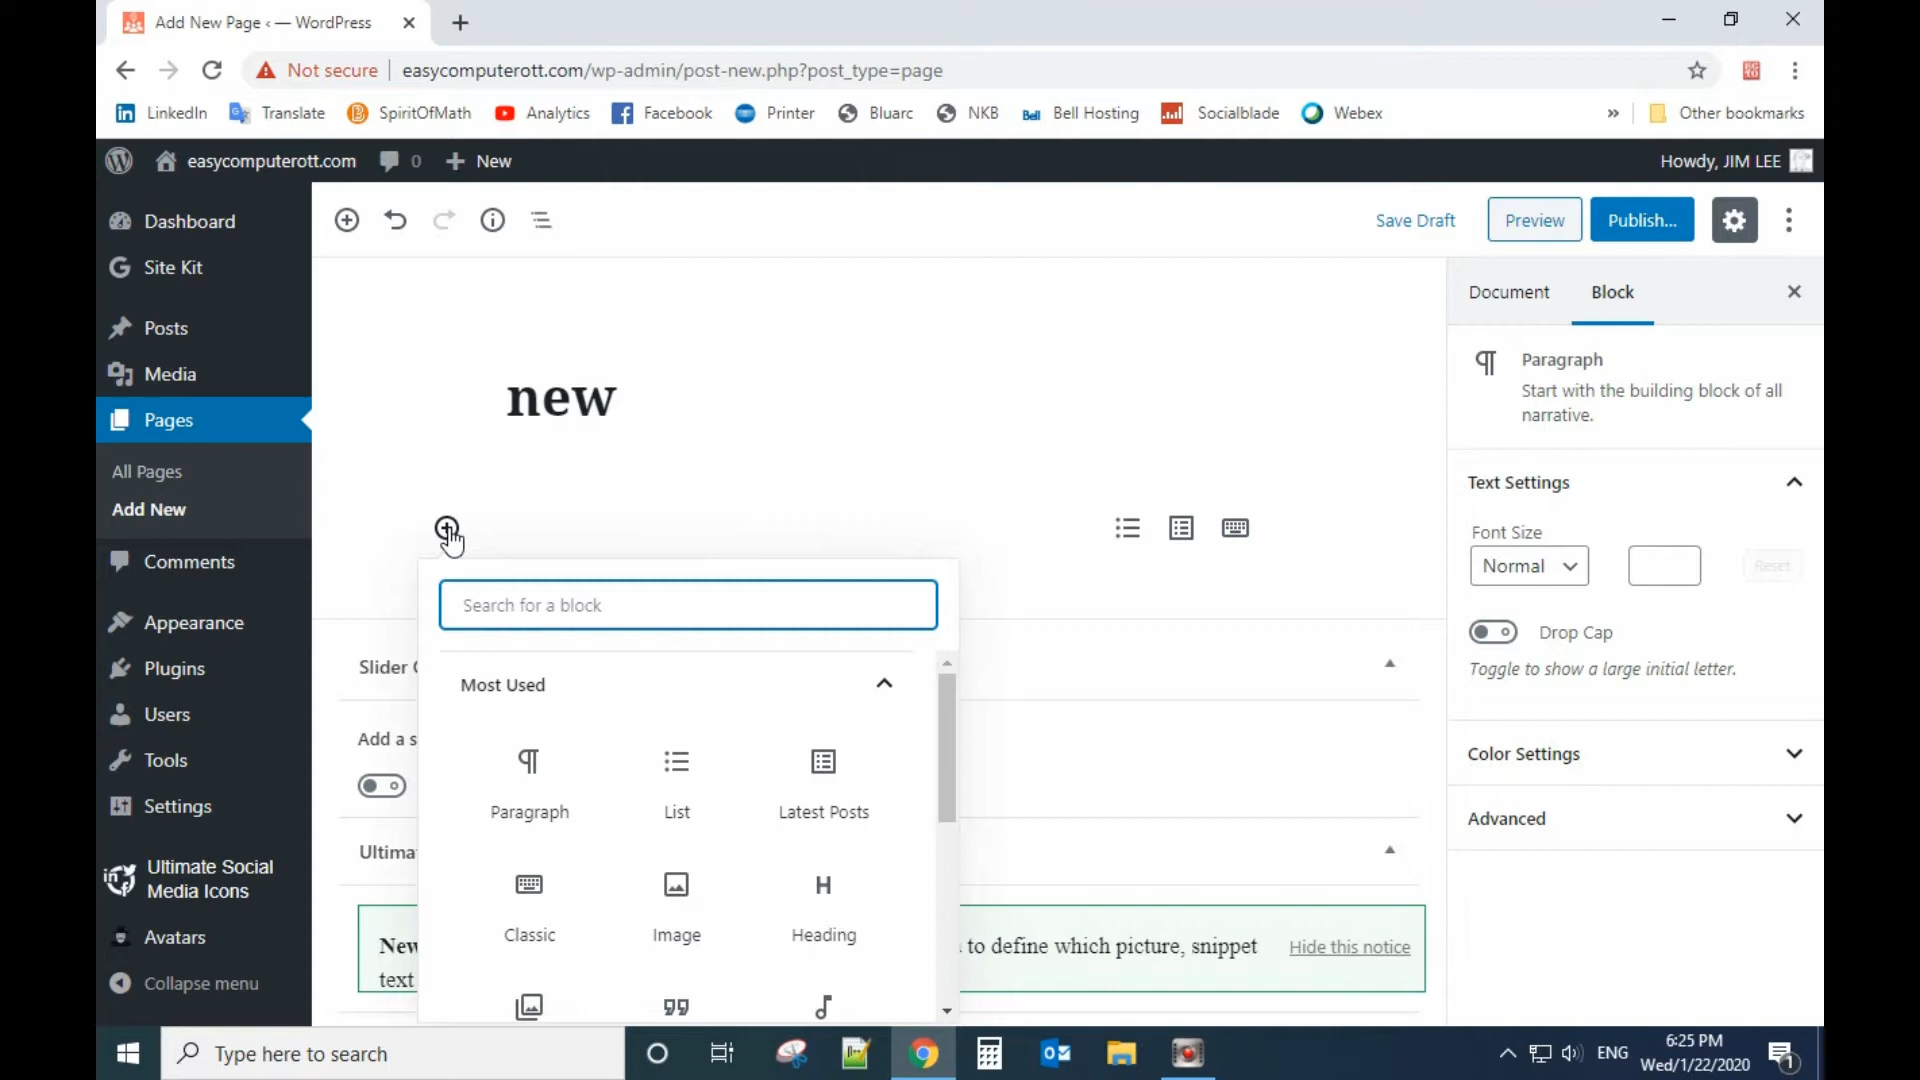 Add New Page ‹ — WordPress
Not secure
easycomputerott.com/wp-admin/post-new.php?post_type=page
LinkedIn Translate SpiritOfMath Analytics Facebook Printer Bluarc NKB Bell Bell Hosting Socialblade Webex » Other bookmarks
easycomputerott.com 0 + New Howdy, JIM LEE
Dashboard
Site Kit
Posts
Media
Pages
All Pages
Add New
Comments
Appearance
Plugins
Users
Tools
Settings
Ultimate Social
Media Icons
Avatars
Collapse menu
Save Draft Preview Publish...
new
Search for a block
Most Used
Paragraph List Latest Posts
Classic Image Heading
Slider
Add a s
Ultima
New to define which picture, snippet Hide this notice
text
Document Block
Paragraph
Start with the building block of all
narrative.
Text Settings
Font Size
Normal Reset
Drop Cap
Toggle to show a large initial letter.
Color Settings
Advanced
Type here to search
ENG
6:25 PM
Wed/1/22/2020
1